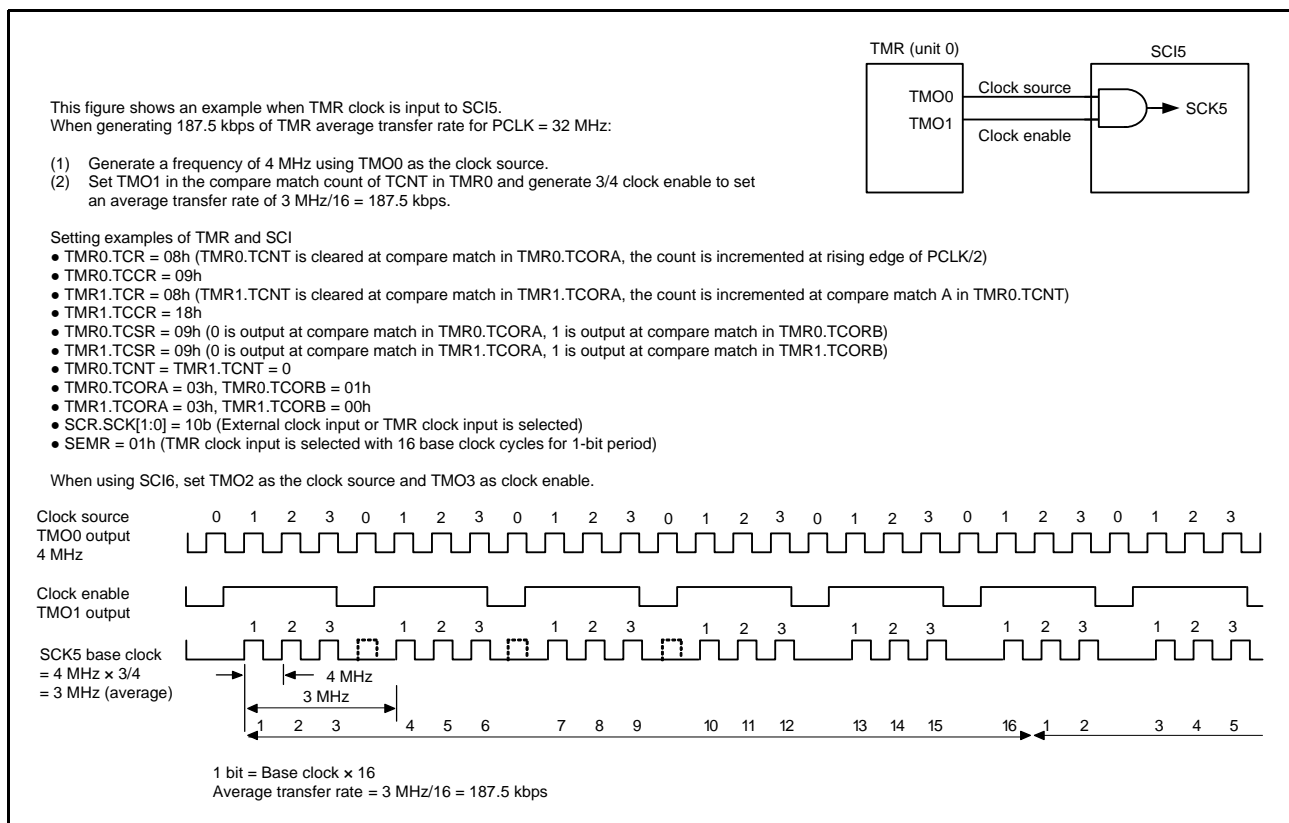 TMR (unit 0)
SCI5
TMO0
Clock source
TMO1
Clock enable
SCK5
This figure shows an example when TMR clock is input to SCI5.
When generating 187.5 kbps of TMR average transfer rate for PCLK = 32 MHz:
(1) Generate a frequency of 4 MHz using TMO0 as the clock source.
(2) Set TMO1 in the compare match count of TCNT in TMR0 and generate 3/4 clock enable to set
an average transfer rate of 3 MHz/16 = 187.5 kbps.
Setting examples of TMR and SCI
● TMR0.TCR = 08h (TMR0.TCNT is cleared at compare match in TMR0.TCORA, the count is incremented at rising edge of PCLK/2)
● TMR0.TCCR = 09h
● TMR1.TCR = 08h (TMR1.TCNT is cleared at compare match in TMR1.TCORA, the count is incremented at compare match A in TMR0.TCNT)
● TMR1.TCCR = 18h
● TMR0.TCSR = 09h (0 is output at compare match in TMR0.TCORA, 1 is output at compare match in TMR0.TCORB)
● TMR1.TCSR = 09h (0 is output at compare match in TMR1.TCORA, 1 is output at compare match in TMR1.TCORB)
● TMR0.TCNT = TMR1.TCNT = 0
● TMR0.TCORA = 03h, TMR0.TCORB = 01h
● TMR1.TCORA = 03h, TMR1.TCORB = 00h
● SCR.SCK[1:0] = 10b (External clock input or TMR clock input is selected)
● SEMR = 01h (TMR clock input is selected with 16 base clock cycles for 1-bit period)
When using SCI6, set TMO2 as the clock source and TMO3 as clock enable.
Clock source
TMO0 output
4 MHz
0 1 2 3 0 1 2 3 0 1 2 3 0 1 2 3 0 1 2 3 0 1 2 3 0 1 2 3
Clock enable
TMO1 output
1 2 3 1 2 3 1 2 3 1 2 3 1 2 3 1 2 3 1 2 3
SCK5 base clock
= 4 MHz × 3/4
= 3 MHz (average)
4 MHz
3 MHz
1 2 3 4 5 6 7 8 9 10 11 12 13 14 15 16 1 2 3 4 5
1 bit = Base clock × 16
Average transfer rate = 3 MHz/16 = 187.5 kbps